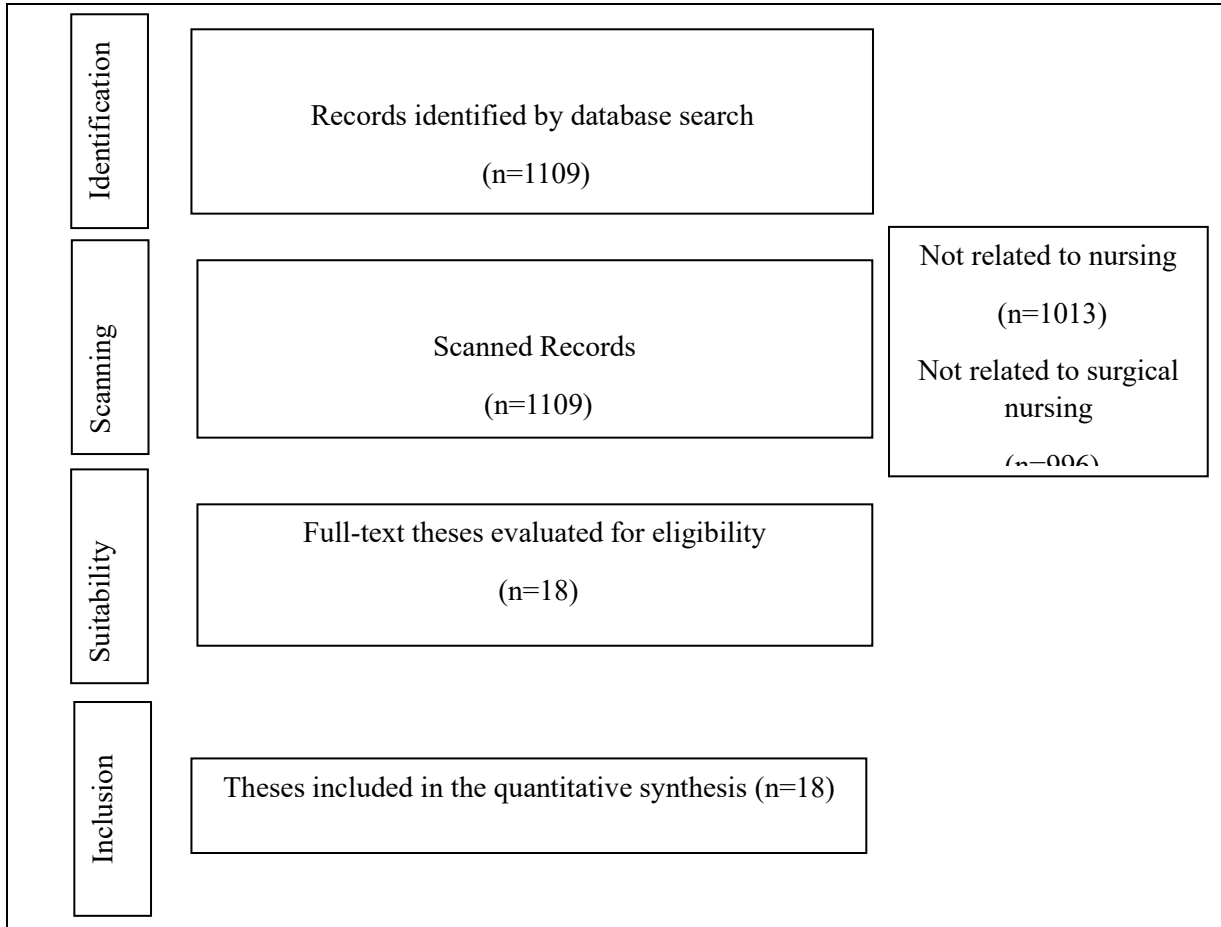 Identification
Records identified by database search
(n=1109)
Scanning
Scanned Records
(n=1109)
Not related to nursing
(n=1013)
Not related to surgical
nursing
(n=996)
Suitability
Full-text theses evaluated for eligibility
(n=18)
Inclusion
Theses included in the quantitative synthesis (n=18)